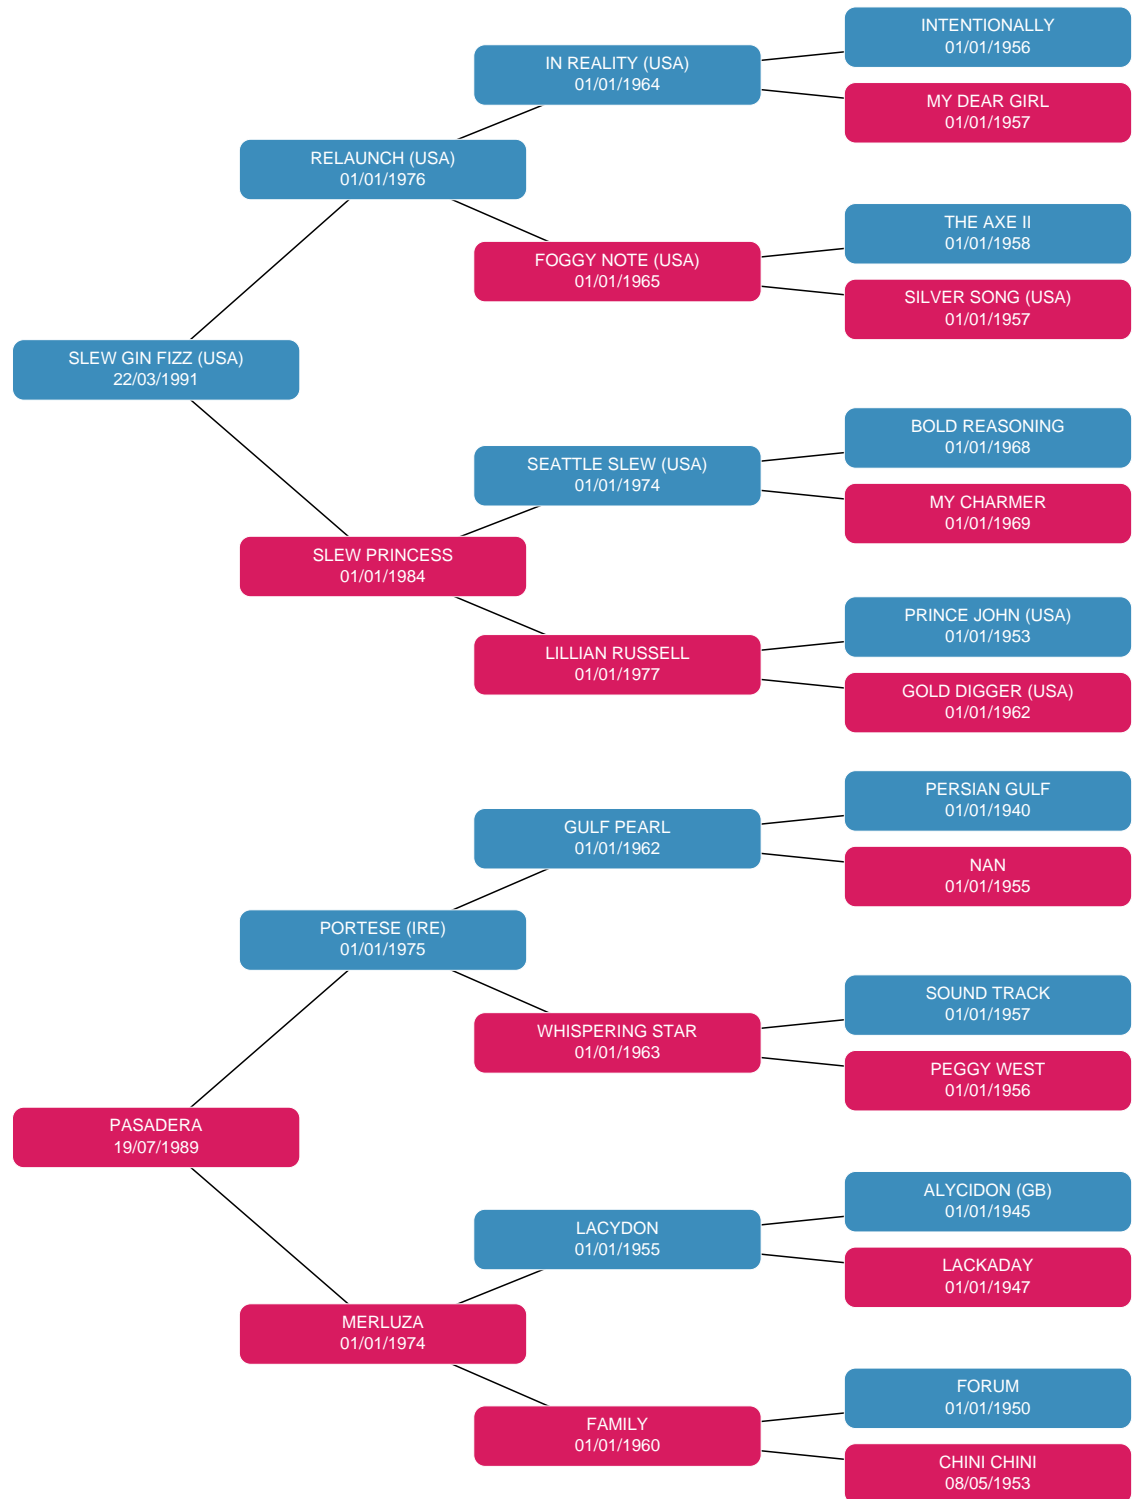 INTENTIONALLY
01/01/1956
IN REALITY (USA)
01/01/1964
MY DEAR GIRL
01/01/1957
RELAUNCH (USA)
01/01/1976
THE AXE II
01/01/1958
FOGGY NOTE (USA)
01/01/1965
SILVER SONG (USA)
01/01/1957
SLEW GIN FIZZ (USA)
22/03/1991
BOLD REASONING
01/01/1968
SEATTLE SLEW (USA)
01/01/1974
MY CHARMER
01/01/1969
SLEW PRINCESS
01/01/1984
PRINCE JOHN (USA)
01/01/1953
LILLIAN RUSSELL
01/01/1977
GOLD DIGGER (USA)
01/01/1962
PERSIAN GULF
01/01/1940
GULF PEARL
01/01/1962
NAN
01/01/1955
PORTESE (IRE)
01/01/1975
SOUND TRACK
01/01/1957
WHISPERING STAR
01/01/1963
PEGGY WEST
01/01/1956
PASADERA
19/07/1989
ALYCIDON (GB)
01/01/1945
LACYDON
01/01/1955
LACKADAY
01/01/1947
MERLUZA
01/01/1974
FORUM
01/01/1950
FAMILY
01/01/1960
CHINI CHINI
08/05/1953